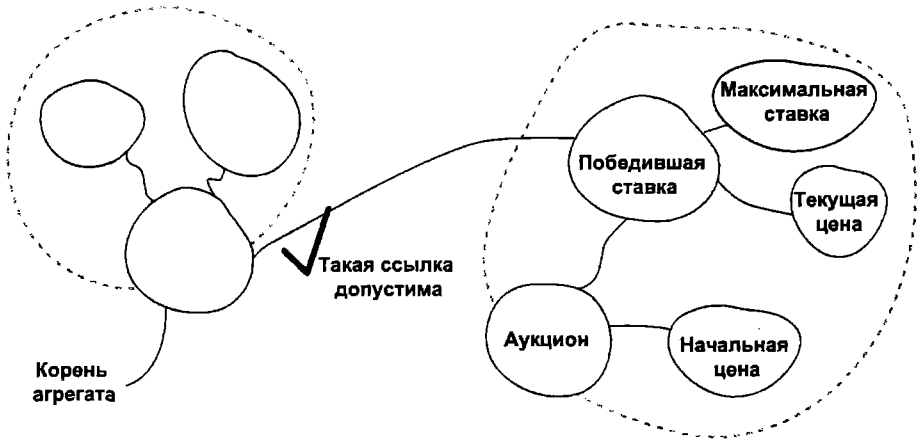 Максимальная
ставка
Победившая
ставка
Текущая
цена
Такая ссылка
допустима
Аукцион
Начальная
цена
Корень
агрегата